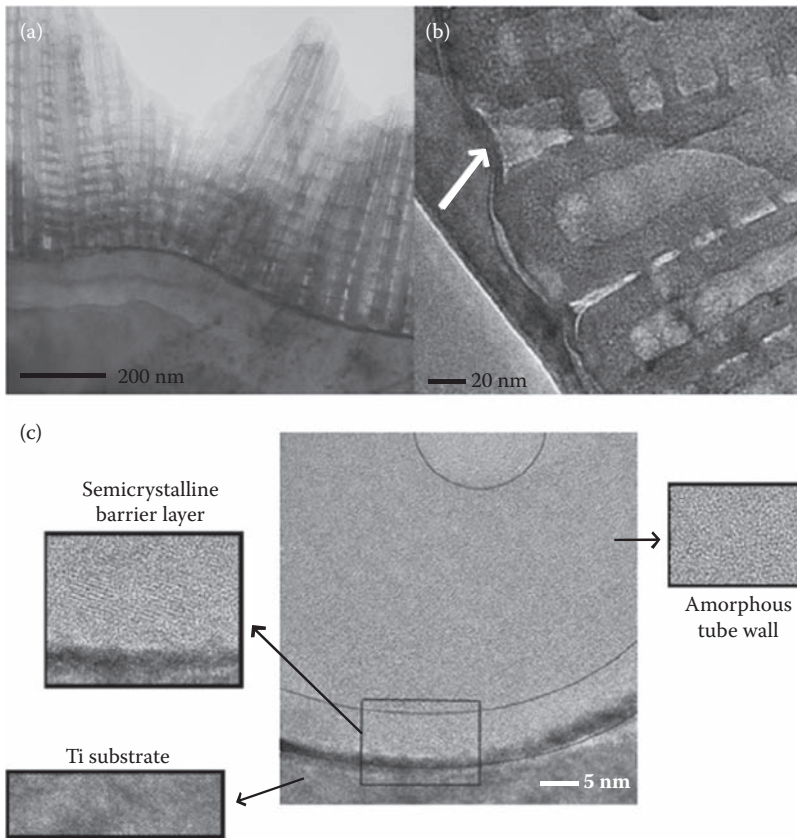 (a)
200 nm
(b)
20 nm
(c)
Semicrystalline
barrier layer
Amorphous
tube wall
Ti substrate
5 nm